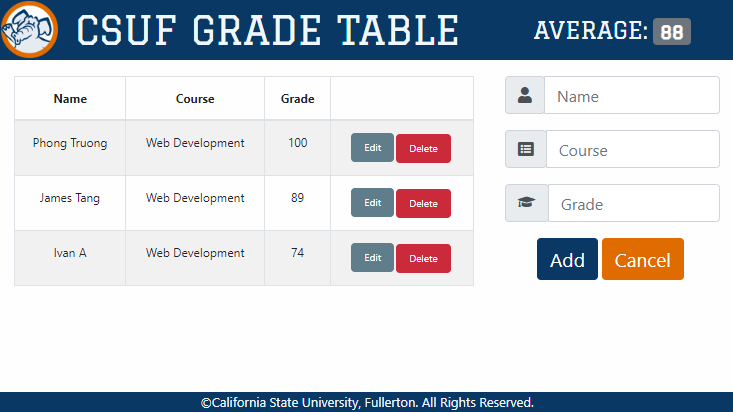 CSUF GRADE TABLE
AVERAGE: 88
Name Course Grade
Phong Truong Web Development 100 Edit Delete
James Tang Web Development 89 Edit Delete
Ivan A Web Development 74 Edit Delete
Name
Course
Grade
Add Cancel
©California State University, Fullerton. All Rights Reserved.